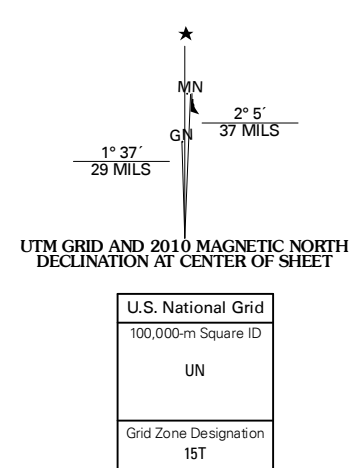 ★
MN
2° 5´
37 MILS
GN
1° 37´
29 MILS
UTM GRID AND 2010 MAGNETIC NORTH
DECLINATION AT CENTER OF SHEET
U.S. National Grid
100,000-m Square ID
UN
Grid Zone Designation
15T